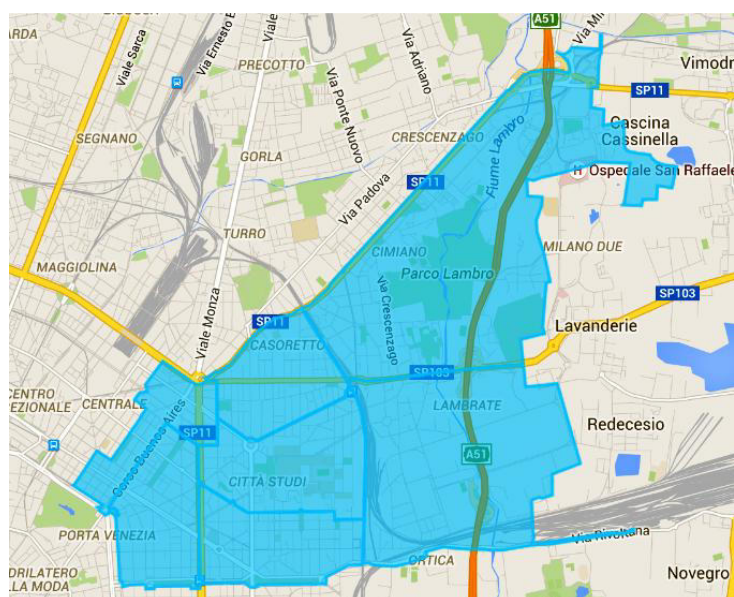 A51
Via Mi
ARDA
Viale Sarca
Via Ernesto B
Viale
PRECOTTO
Via Adriano
Vimodr
SP11
Via Ponte Nuovo
SEGNANO
CRESCENZAGO
Cascina
Cassinella
GORLA
Fiume Lambro
H Ospedale San Raffaele
SP11
Via Padova
TURRO
CIMIANO
MILANO DUE
MAGGIOLINA
Parco Lambro
Viale Monza
Via Crescenzago
SP103
SP11
Lavanderie
CASORETTO
SP103
CENTRO
REZIONALE
CENTRALE
Corso Buenos Aires
LAMBRATE
Redecesio
SP11
A51
CITTÀ STUDI
PORTA VENEZIA
Via Rivoltana
ORTICA
DRILATERO
LLA MODA
Novegro